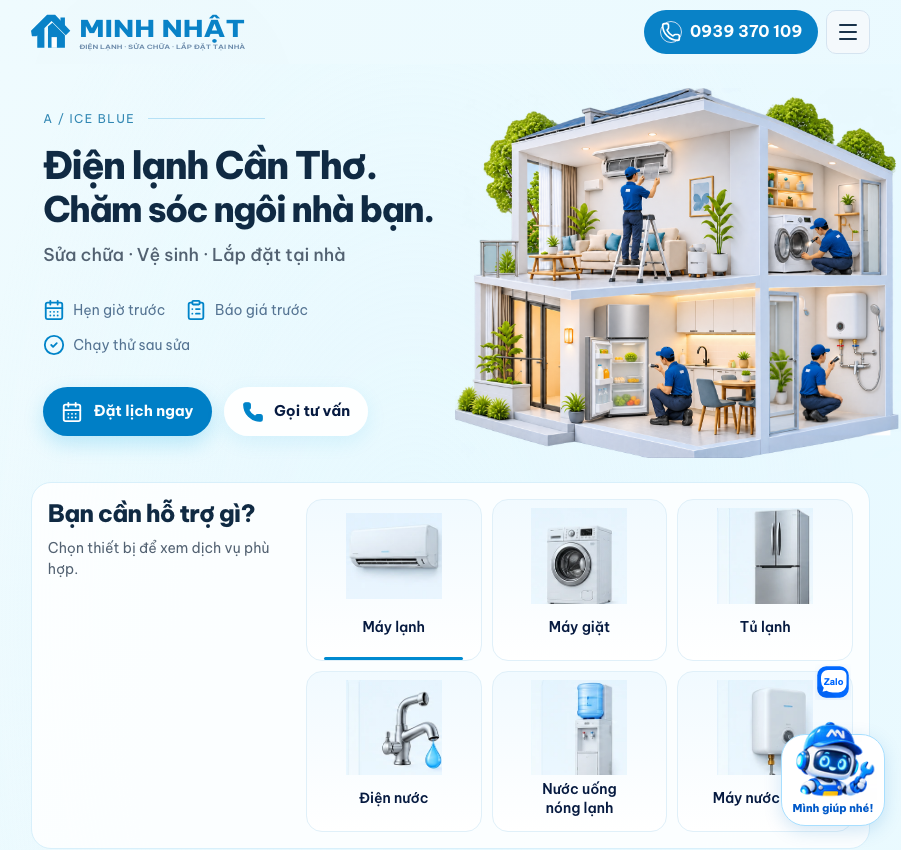 MINH NHẬT
ĐIỆN LẠNH · SỬA CHỮA · LẮP ĐẶT TẠI NHÀ
0939 370 109
A / ICE BLUE
Điện lạnh Cần Thơ.
Chăm sóc ngôi nhà bạn.
Sửa chữa · Vệ sinh · Lắp đặt tại nhà
Hẹn giờ trước
Báo giá trước
Chạy thử sau sửa
Đặt lịch ngay
Gọi tư vấn
Bạn cần hỗ trợ gì?
Chọn thiết bị để xem dịch vụ phù
hợp.
Máy lạnh
Máy giặt
Tủ lạnh
Zalo
Điện nước
Nước uống
nóng lạnh
Máy nước
Mình giúp nhé!